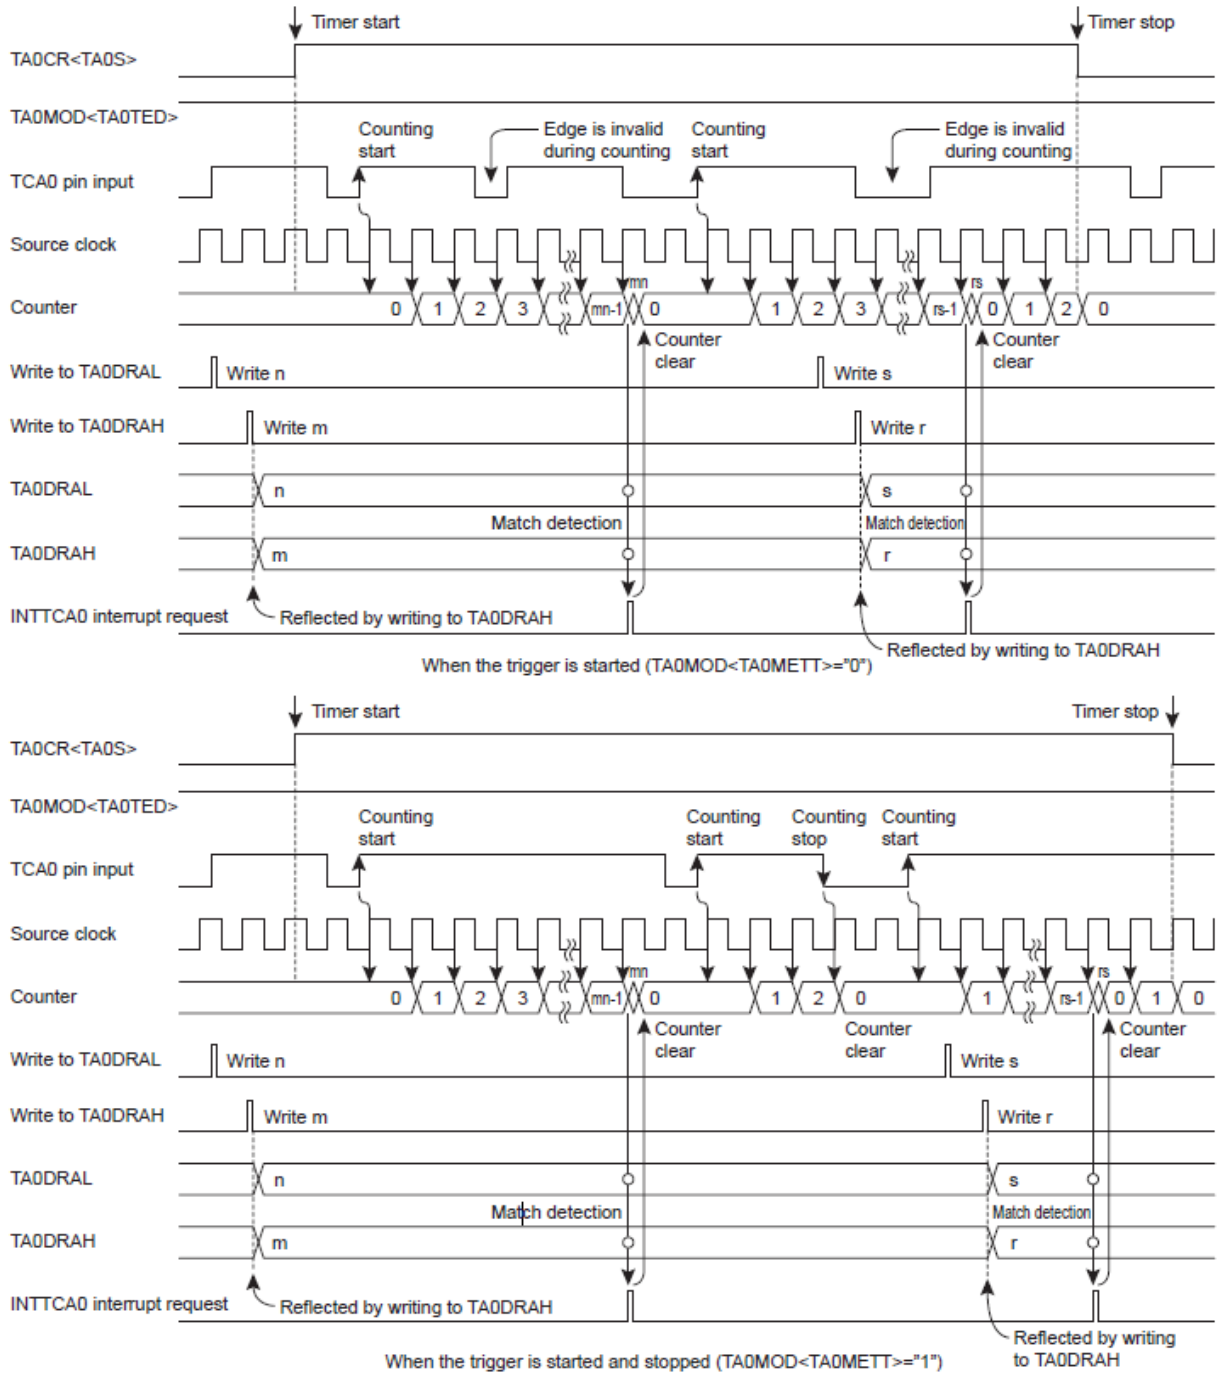 Timer start
Timer stop
TA0CR<TA0S>
TA0MOD<TA0TED>
Counting
start
Edge is invalid
during counting
Counting
start
Edge is invalid
during counting
TCA0 pin input
Source clock
mn
rs
Counter
0 1 2 3 mn-1 0 1 2 3 rs-1 0 1 2 0
Counter
clear
Counter
clear
Write to TA0DRAL
Write n
Write s
Write to TA0DRAH
Write m
Write r
TA0DRAL
n
s
Match detection
Match detection
TA0DRAH
m
r
INTTCA0 interrupt request
Reflected by writing to TA0DRAH
Reflected by writing to TA0DRAH
When the trigger is started (TA0MOD<TA0METT>="0")
Timer start
Timer stop
TA0CR<TA0S>
TA0MOD<TA0TED>
Counting
start
Counting
start
Counting
stop
Counting
start
TCA0 pin input
Source clock
mn
rs
Counter
0 1 2 3 mn-1 0 1 2 0 1 rs-1 0 1 0
Counter
clear
Counter
clear
Counter
clear
Write to TA0DRAL
Write n
Write s
Write to TA0DRAH
Write m
Write r
TA0DRAL
n
s
Match detection
Match detection
TA0DRAH
m
r
INTTCA0 interrupt request
Reflected by writing to TA0DRAH
Reflected by writing
to TA0DRAH
When the trigger is started and stopped (TA0MOD<TA0METT>="1")